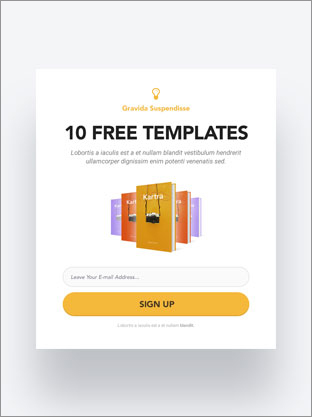 Gravida Suspendisse
10 FREE TEMPLATES
Lobortis a iaculis est a et nullam blandit vestibulum hendrerit
ullamcorper dignissim enim potenti venenatis sed.
Kartra
Leave Your E-mail Address...
SIGN UP
Lobortis a iaculis est a et nullam blandit.